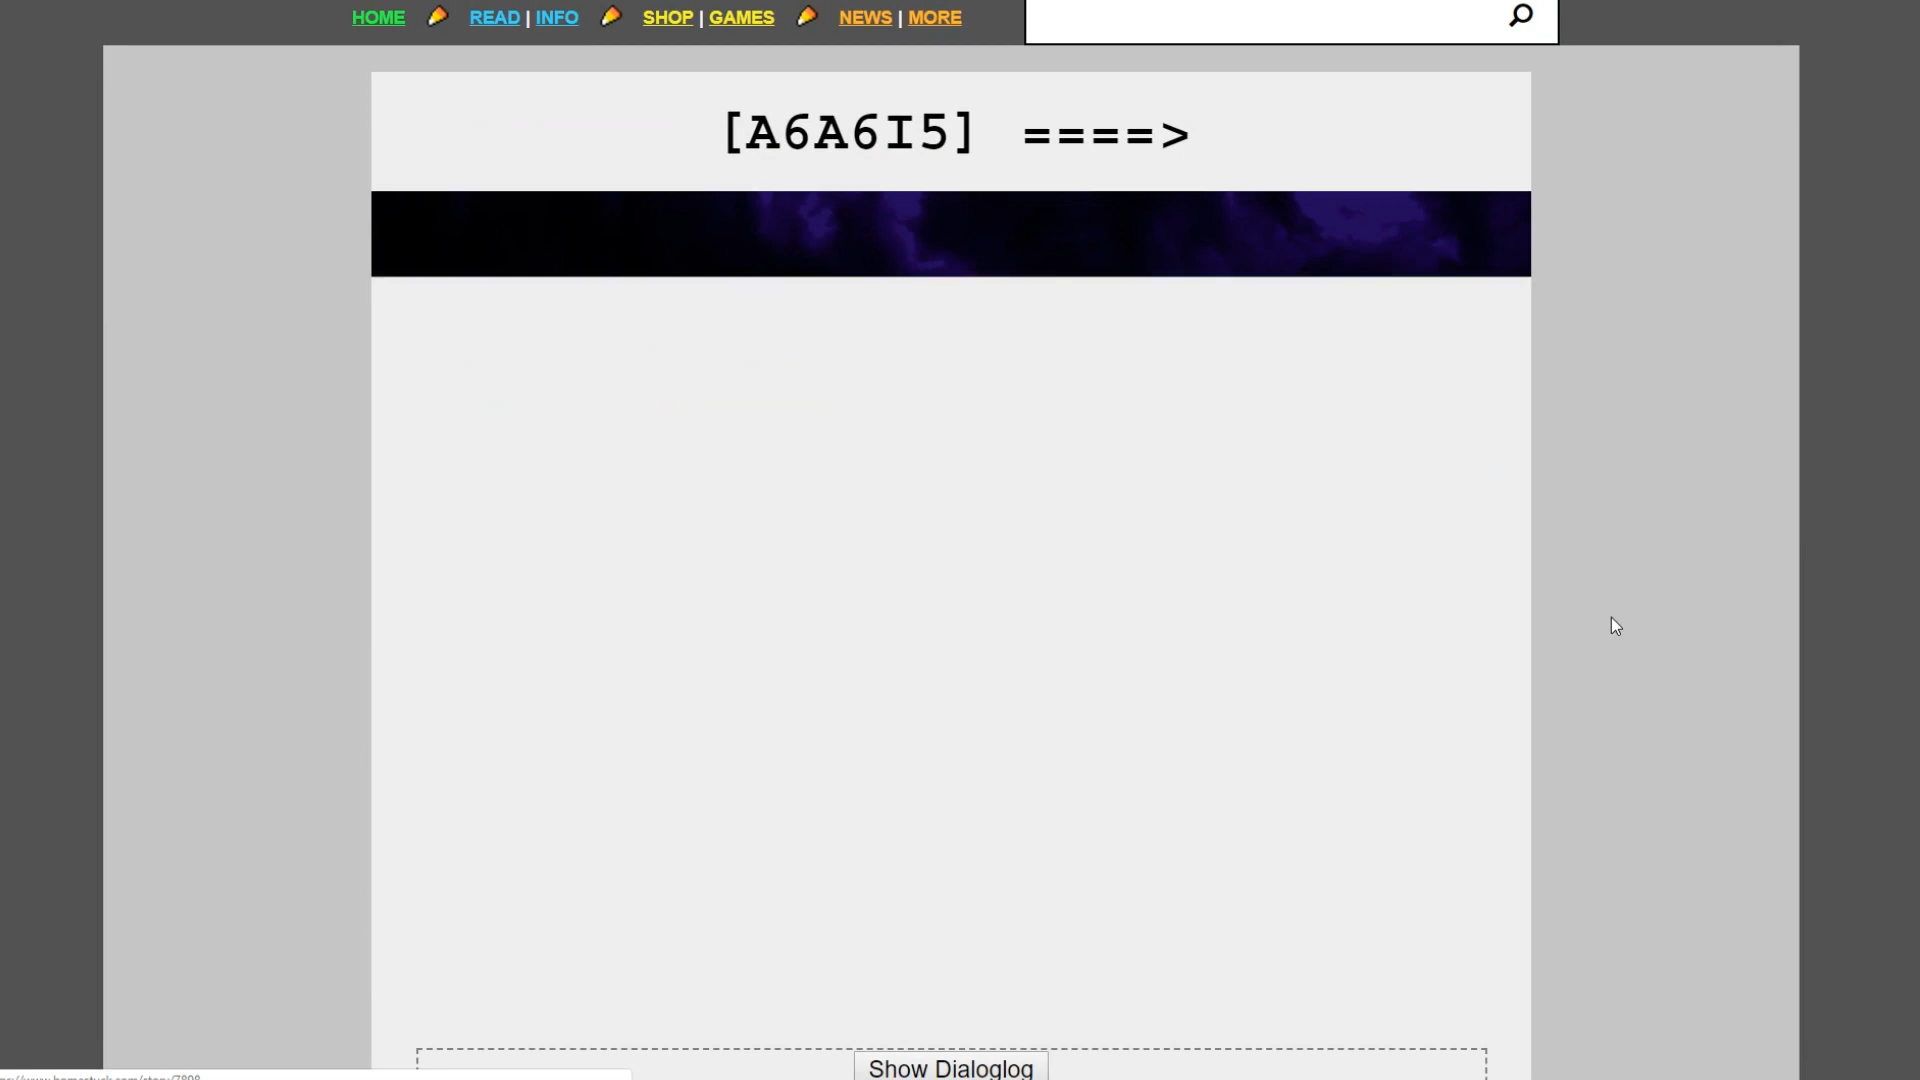 HOME READ | INFO SHOP | GAMES NEWS | MORE
[A6A6I5] ====>
Show Dialoglog